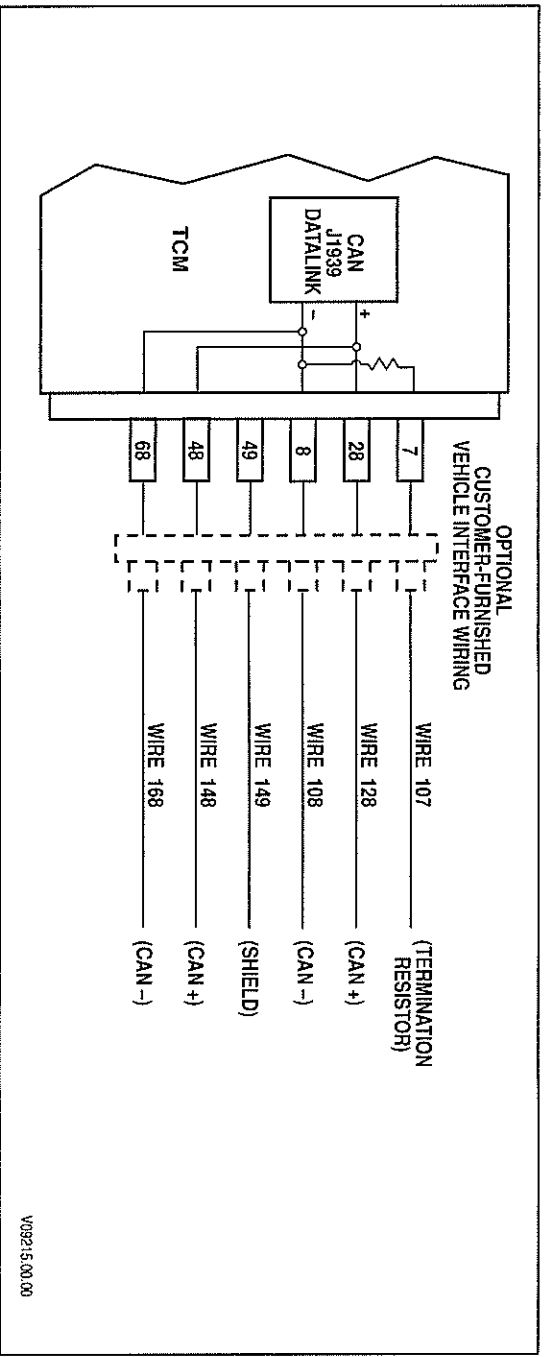 OPTIONAL
CUSTOMER-FURNISHED
VEHICLE INTERFACE WIRING
CAN
J1939
DATALINK
+
–
TCM
7
WIRE 107
(TERMINATION
RESISTOR)
28
WIRE 128
(CAN +)
8
WIRE 108
(CAN –)
49
WIRE 149
(SHIELD)
48
WIRE 148
(CAN +)
68
WIRE 168
(CAN –)
V09215.00.00